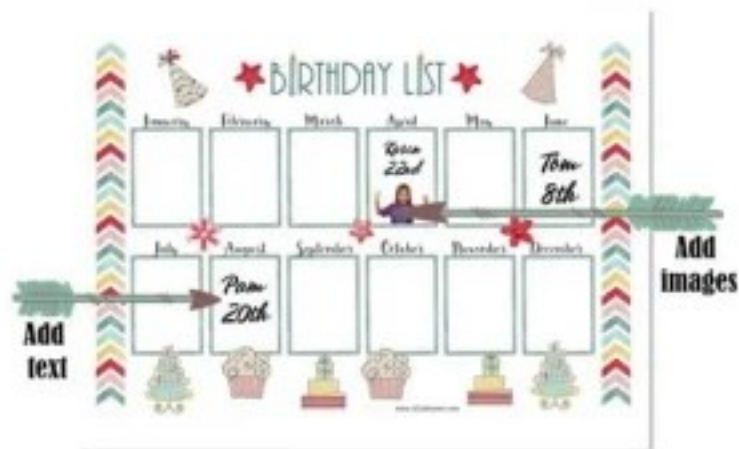 BIRTHDAY LIST
January February March April May June
Karen
22nd
Tom
8th
Add
images
July August September October November December
Pam
20th
Add
text